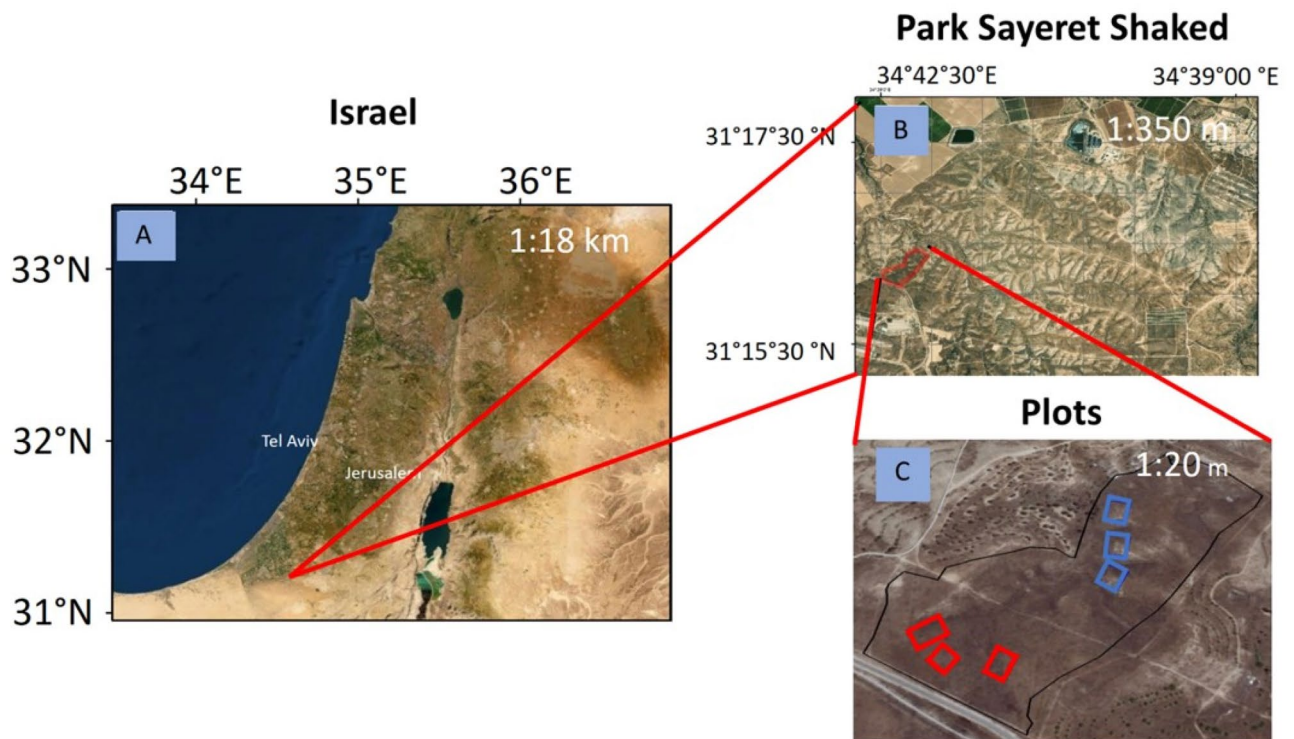 Park Sayeret Shaked
34°42'30"E 34°39'00 °E
Israel
B
1:350 m
31°17'30 °N
34°E 35°E 36°E
A
1:18 km
33°N
31°15'30 °N
Plots
32°N
Tel Aviv
C
1:20 m
31°N